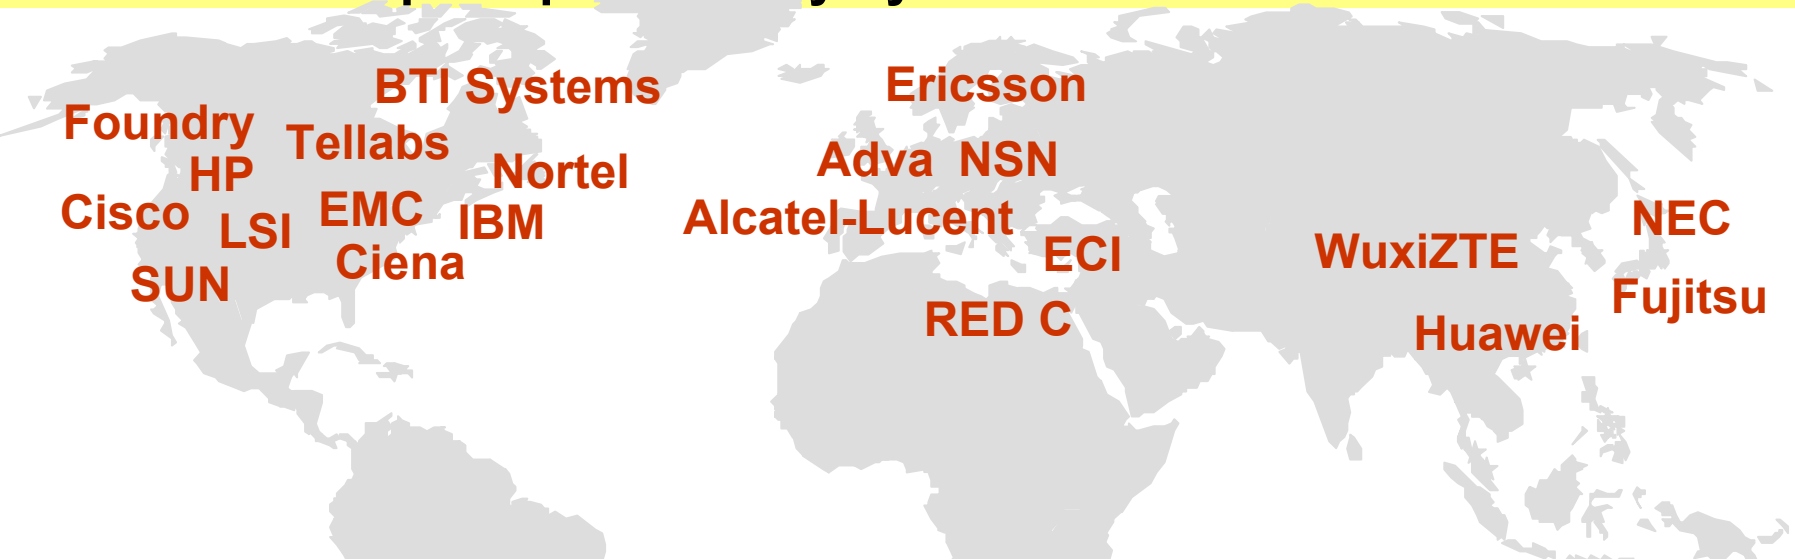 BTI Systems
Ericsson
Foundry
Tellabs
HP
Nortel
Adva NSN
Cisco
LSI
EMC
IBM
Alcatel-Lucent
NEC
Ciena
ECI
WuxiZTE
SUN
RED C
Fujitsu
Huawei